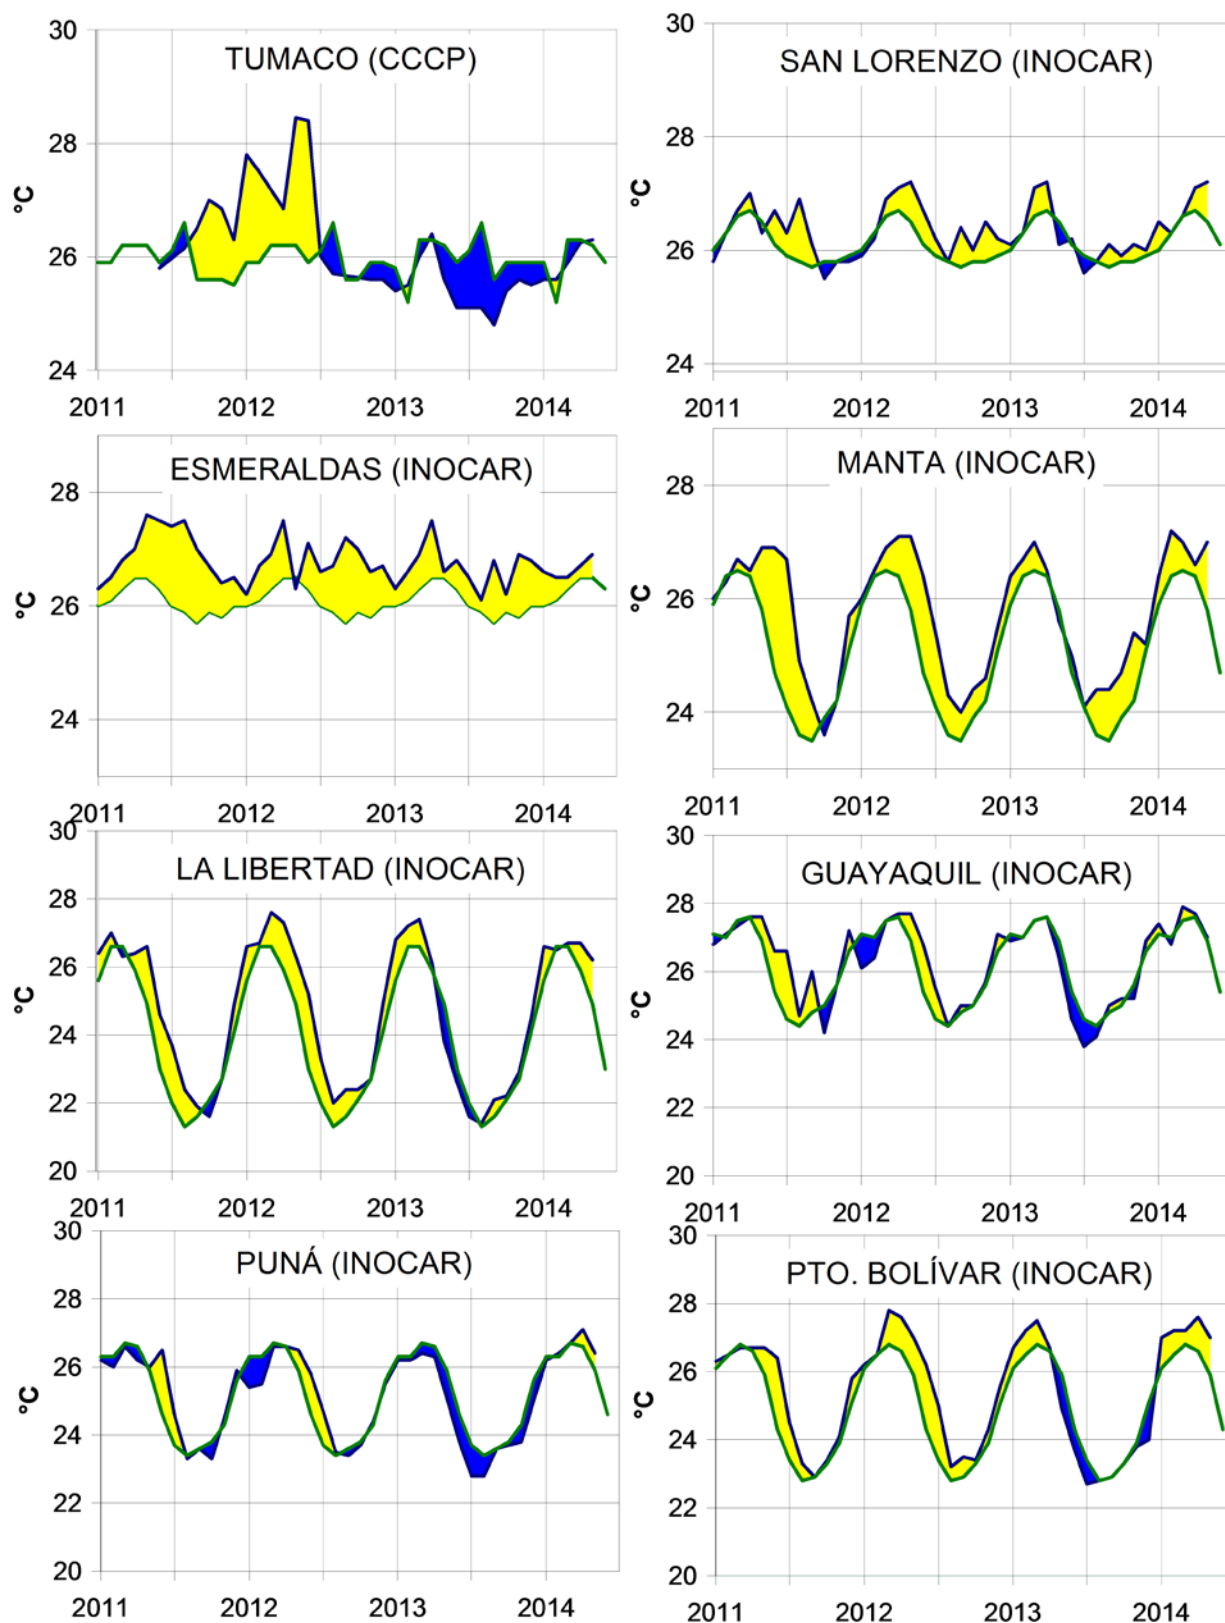 TUMACO (CCCP)
°C
30
28
26
24
2011 2012 2013 2014
SAN LORENZO (INOCAR)
°C
30
28
26
24
2011 2012 2013 2014
ESMERALDAS (INOCAR)
28
26
24
2011 2012 2013 2014
MANTA (INOCAR)
°C
28
26
24
2011 2012 2013 2014
LA LIBERTAD (INOCAR)
°C
30
28
26
24
22
20
2011 2012 2013 2014
GUAYAQUIL (INOCAR)
°C
30
28
26
24
22
20
2011 2012 2013 2014
PUNÁ (INOCAR)
°C
30
28
26
24
22
20
2011 2012 2013 2014
PTO. BOLÍVAR (INOCAR)
°C
30
28
26
24
22
20
2011 2012 2013 2014